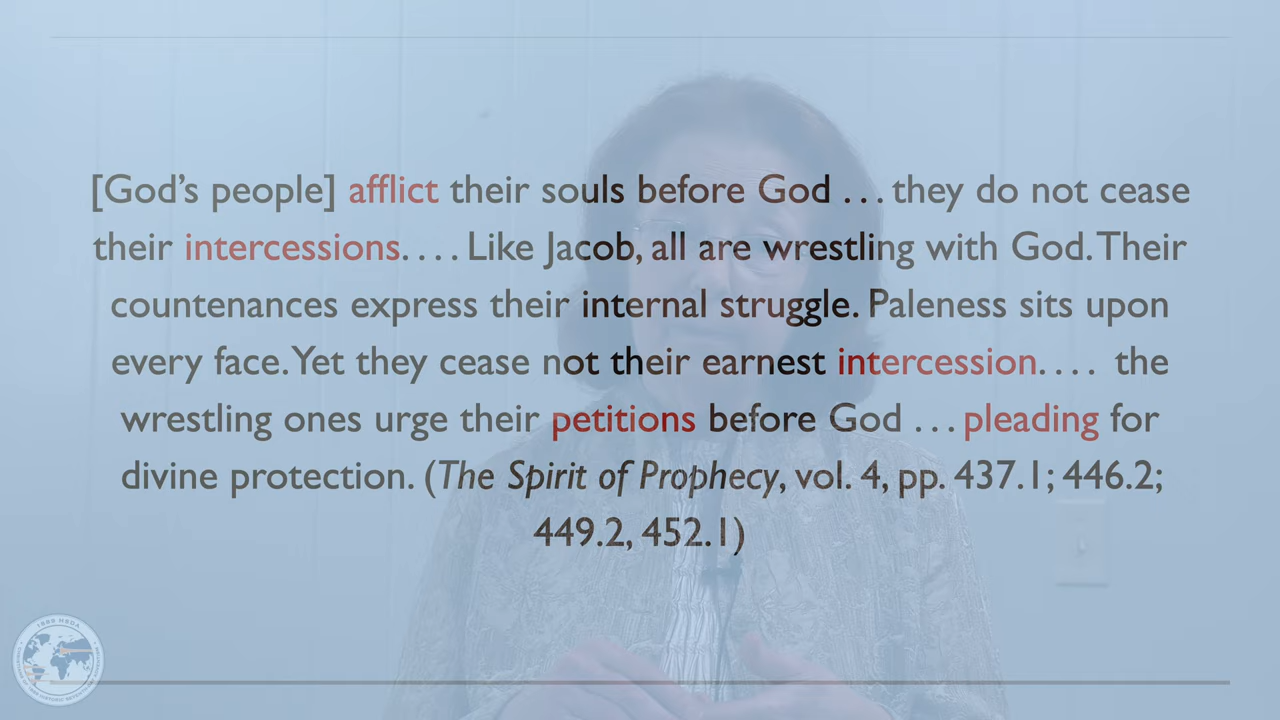 [God’s people] afflict their souls before God . . . they do not cease
their intercessions. . . . Like Jacob, all are wrestling with God. Their
countenances express their internal struggle. Paleness sits upon
every face. Yet they cease not their earnest intercession. . . . the
wrestling ones urge their petitions before God . . . pleading for
divine protection. (The Spirit of Prophecy, vol. 4, pp. 437.1; 446.2;
449.2, 452.1)